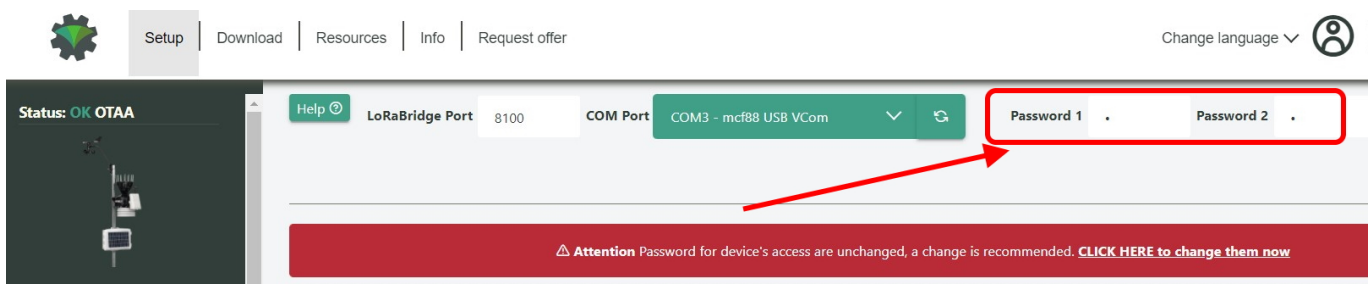 Setup
Download
Resources
Info
Request offer
Change language
Status: OK OTAA
Help
LoRaBridge Port
8100
COM Port
COM3 - mcf88 USB VCom
Password 1
Password 2
Attention Password for device's access are unchanged, a change is recommended. CLICK HERE to change them now